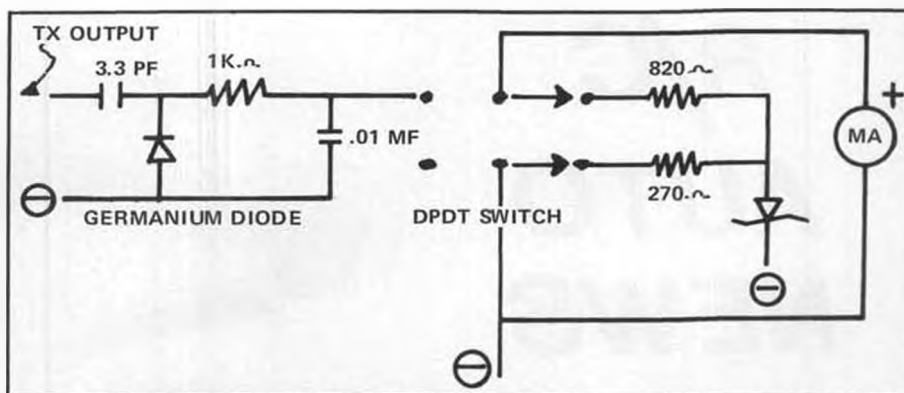 TX OUTPUT
3.3 PF
1K Ω
.01 MF
GERMANIUM DIODE
DPDT SWITCH
820 Ω
270 Ω
MA
+